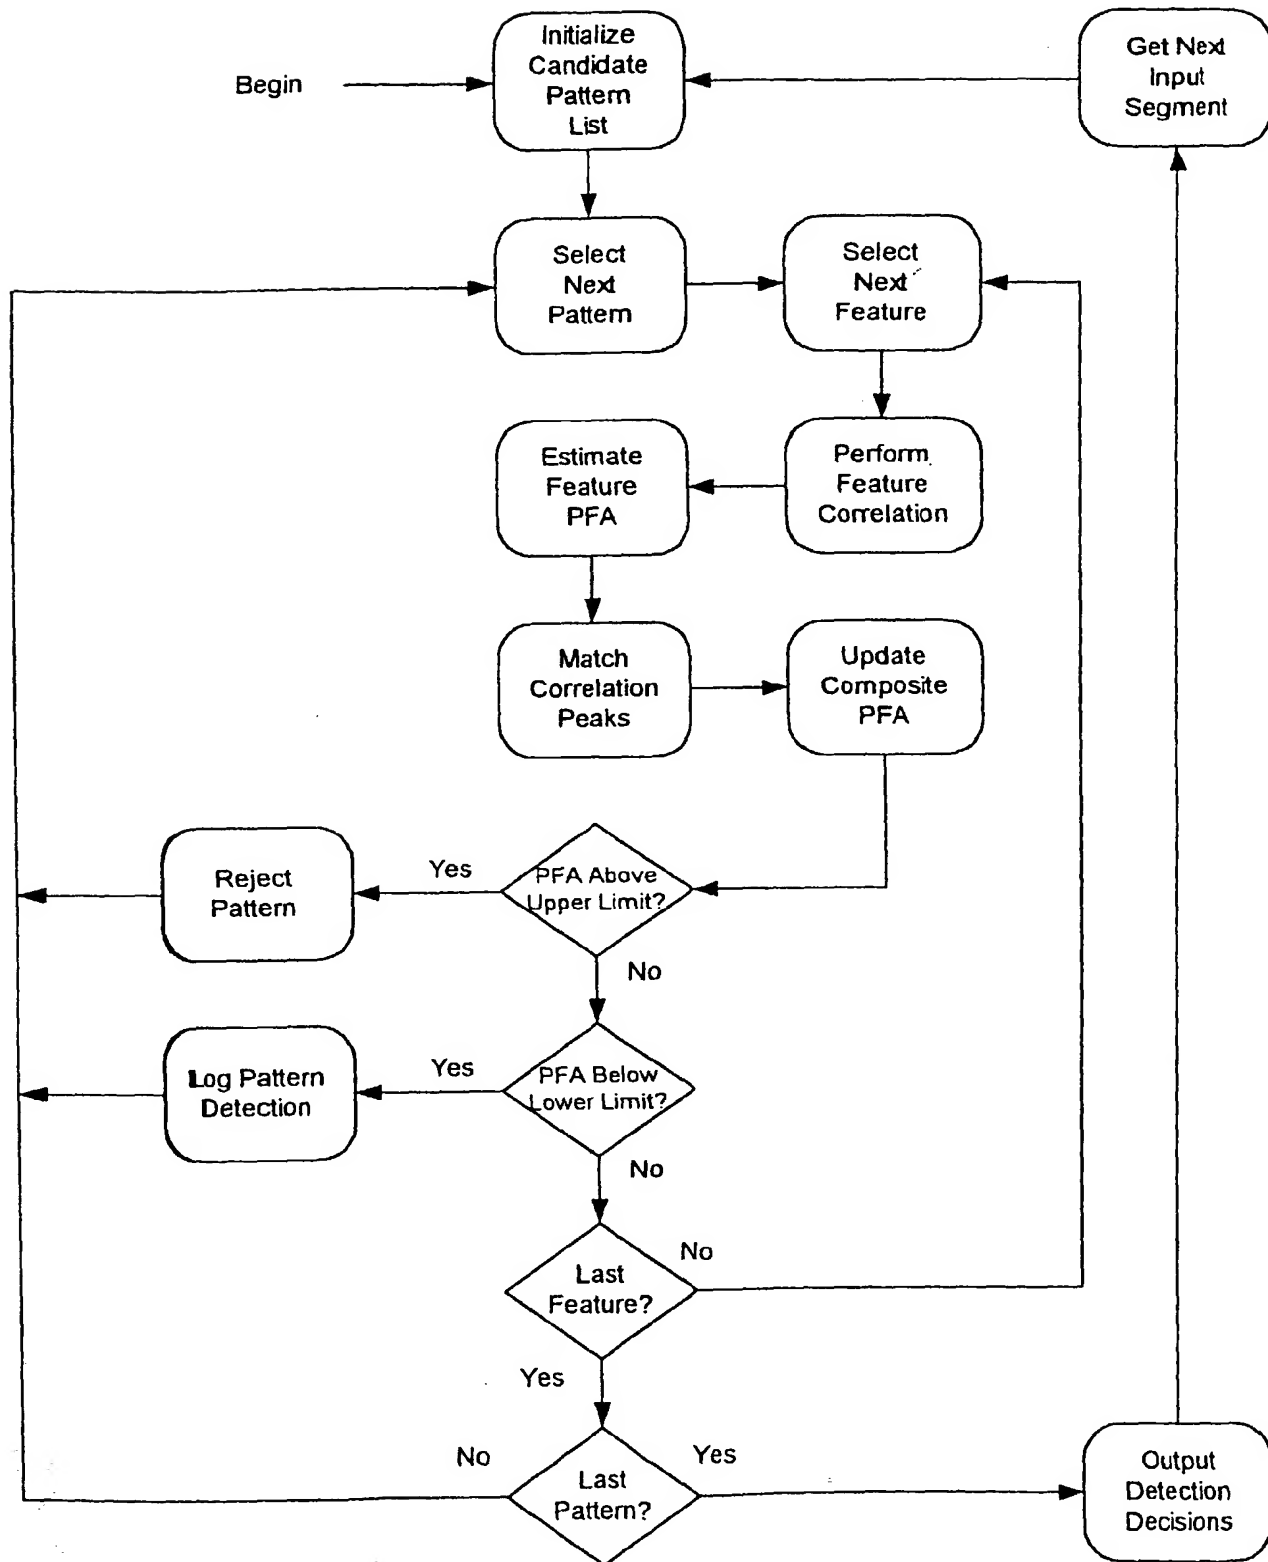 Begin
Initialize
Candidate
Pattern
List
Get Next
Input
Segment
Select
Next
Pattern
Select
Next
Feature
Estimate
Feature
PFA
Perform
Feature
Correlation
Match
Correlation
Peaks
Update
Composite
PFA
Reject
Pattern
Yes
PFA Above
Upper Limit?
No
Log Pattern
Detection
Yes
PFA Below
Lower Limit?
No
Last
Feature?
No
Yes
No
Last
Pattern?
Yes
Output
Detection
Decisions